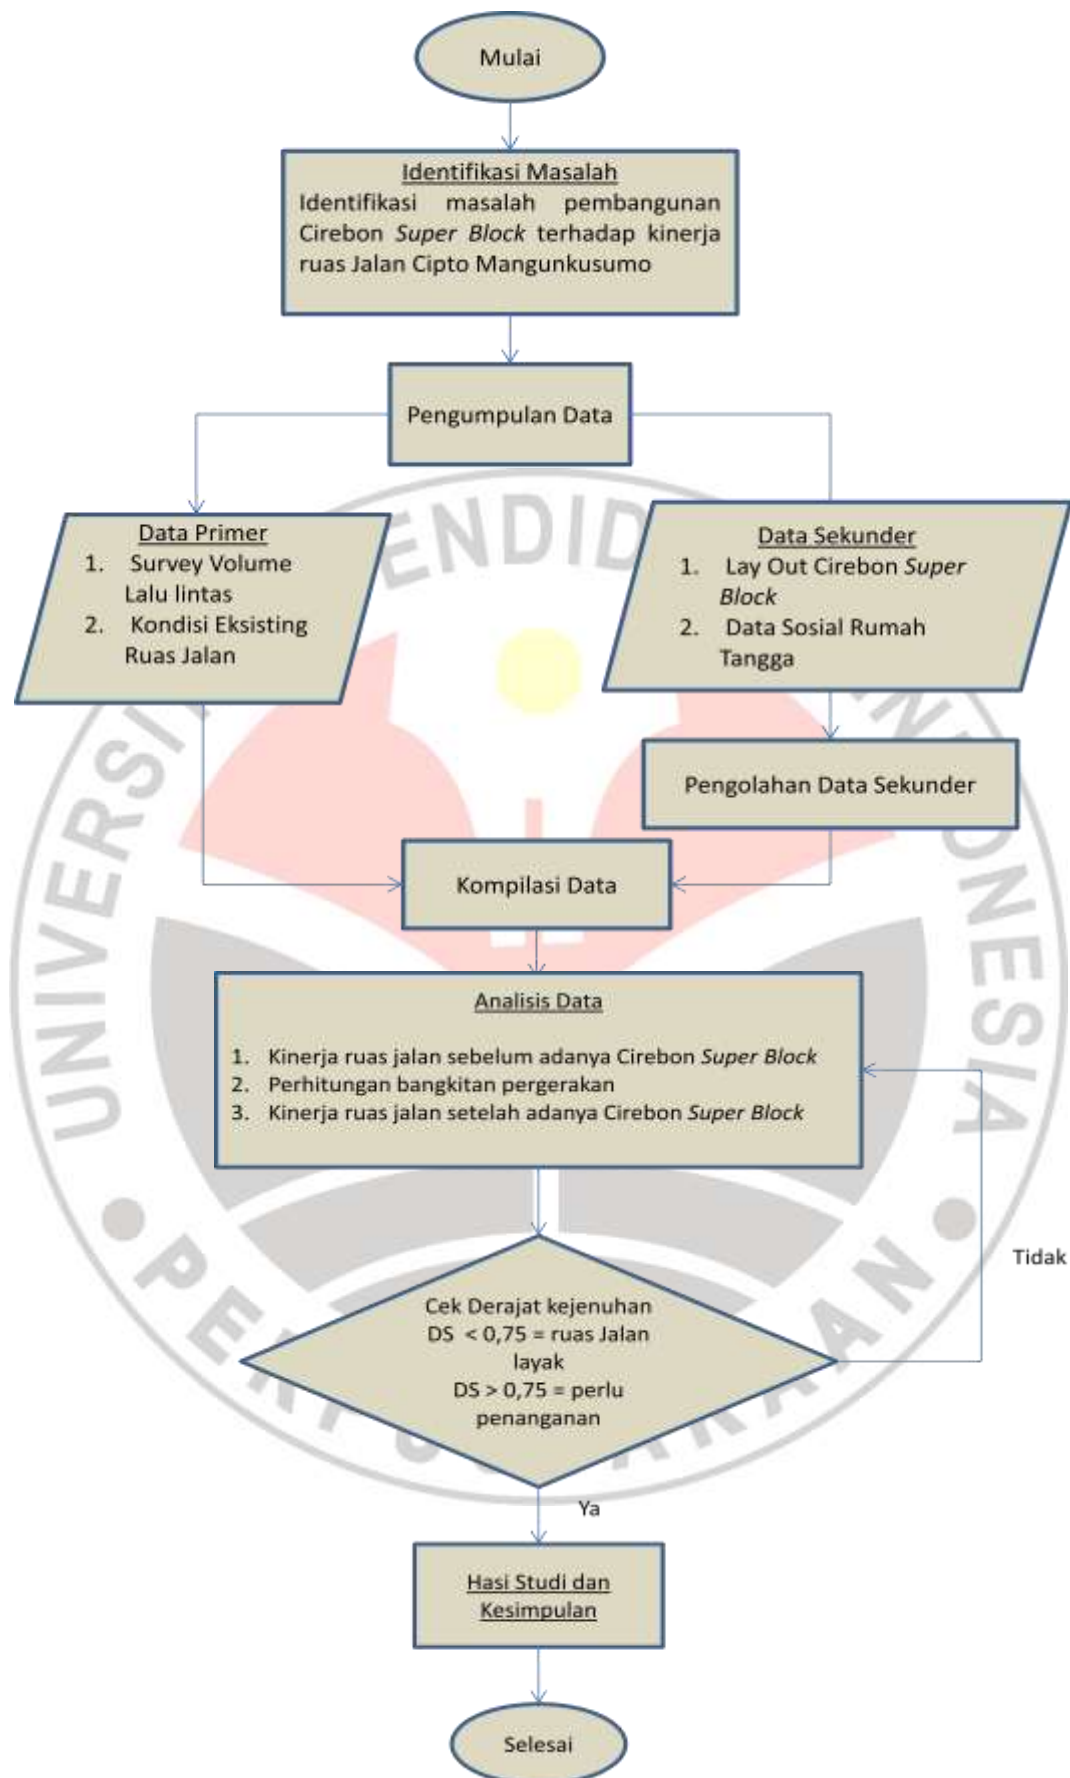 Mulai
Identifikasi Masalah
Identifikasi masalah pembangunan
Cirebon Super Block terhadap kinerja
ruas Jalan Cipto Mangunkusumo
Pengumpulan Data
Data Primer
1. Survey Volume
Lalu lintas
2. Kondisi Eksisting
Ruas Jalan
Data Sekunder
1. Lay Out Cirebon Super
Block
2. Data Sosial Rumah
Tangga
Pengolahan Data Sekunder
Kompilasi Data
Analisis Data
1. Kinerja ruas jalan sebelum adanya Cirebon Super Block
2. Perhitungan bangkitan pergerakan
3. Kinerja ruas jalan setelah adanya Cirebon Super Block
Tidak
Cek Derajat kejenuhan
DS < 0,75 = ruas Jalan
layak
DS > 0,75 = perlu
penanganan
Ya
Hasi Studi dan
Kesimpulan
Selesai